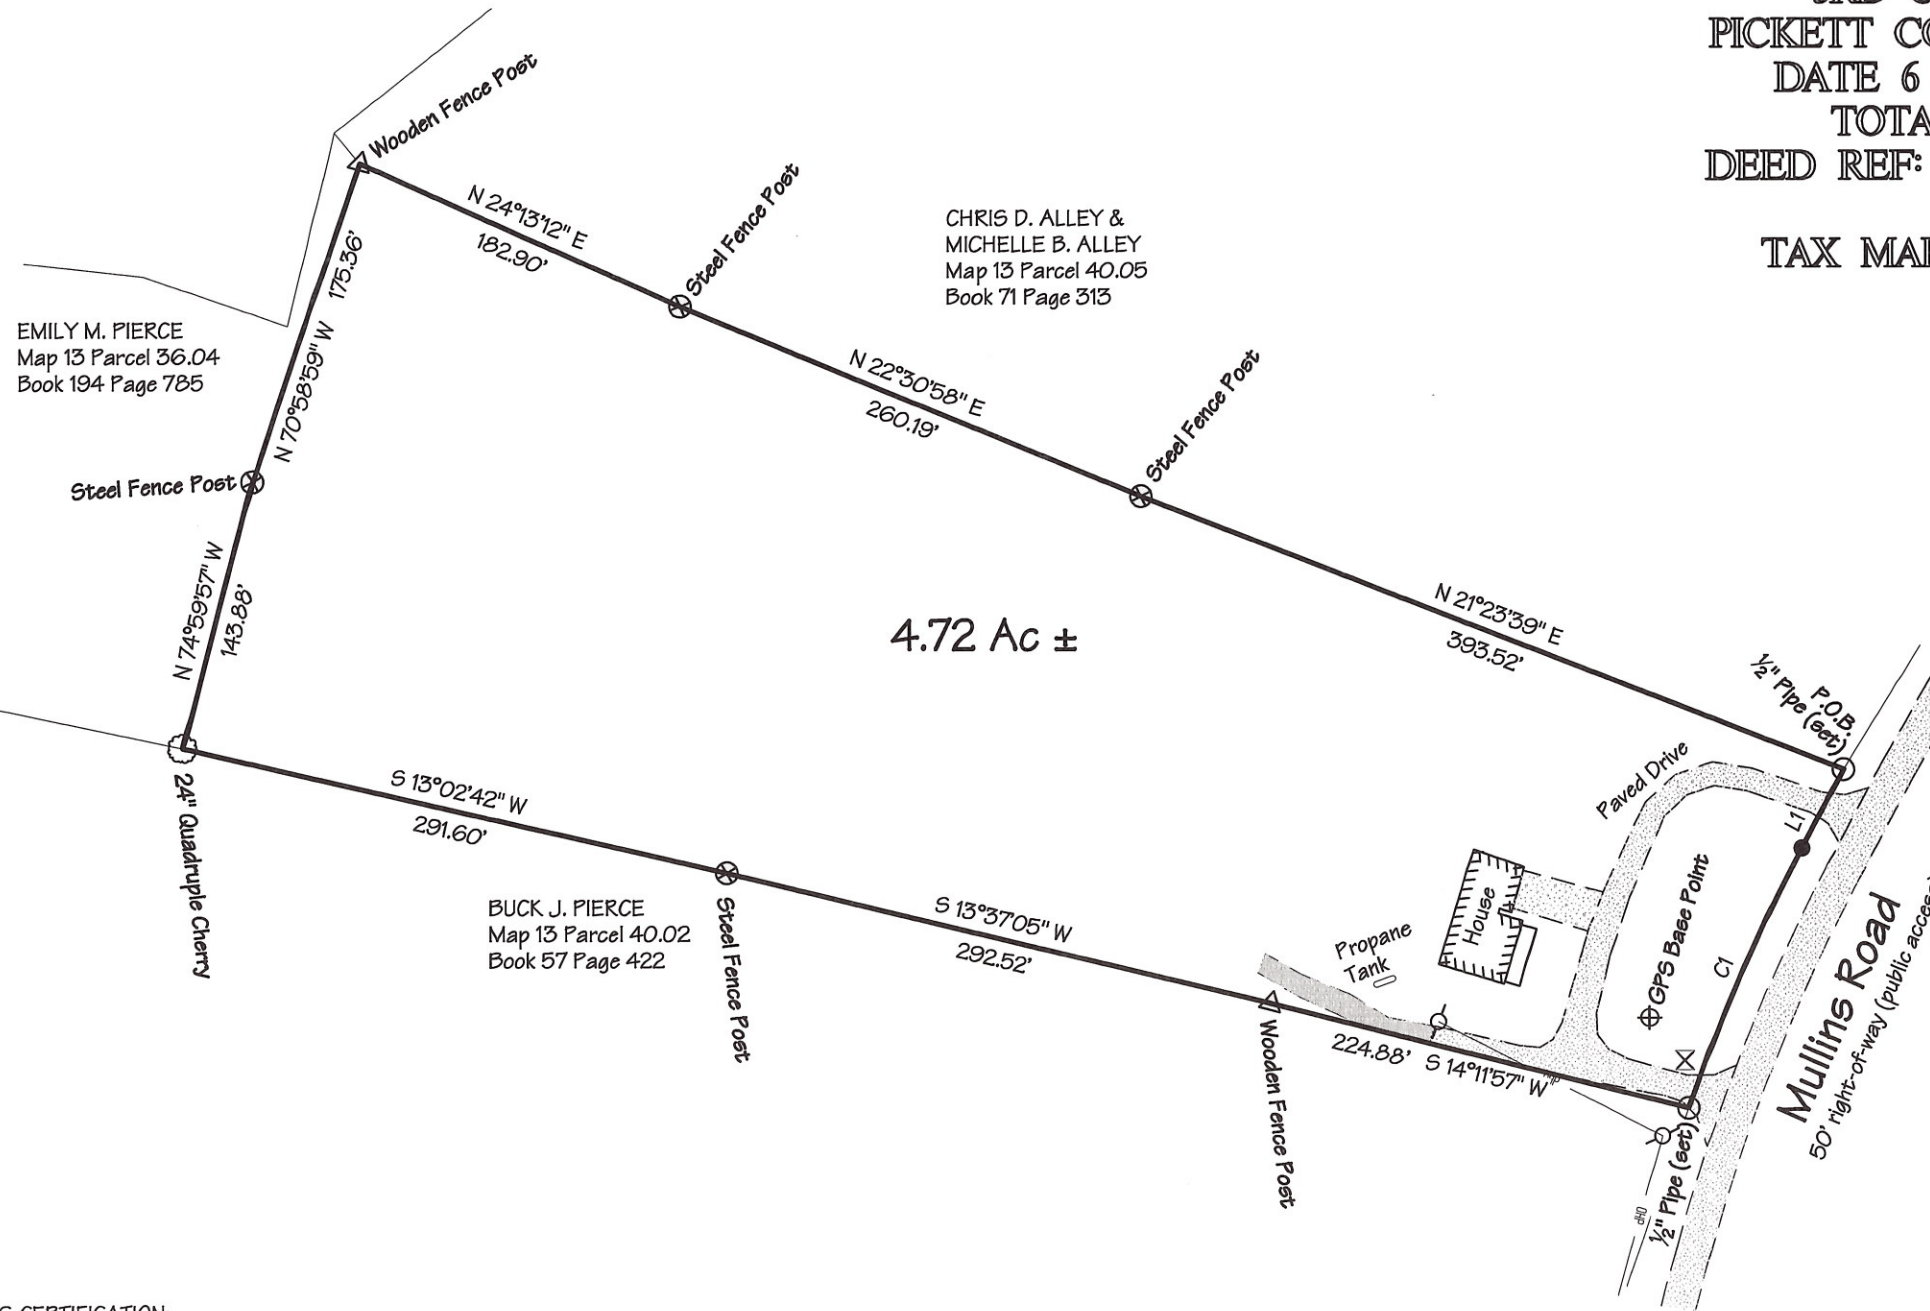 PICKETT
DATE 6
DEED REF:
TAX
Wooden Fence Post
N 24°13'12" E
182.90'
Steel Fence Post
CHRIS D. ALLEY &
MICHELLE B. ALLEY
Map 13 Parcel 40.05
Book 71 Page 313
N 70°58'59" W 175.36'
EMILY M. PIERCE
Map 13 Parcel 36.04
Book 194 Page 785
N 22°30'58" E
260.19'
Steel Fence Post
Steel Fence Post
N 74°59'57" W
143.88'
4.72 Ac ±
N 21°23'39" E
393.52'
P.O.B.
½" Pipe (set)
Paved Drive
L1
24" Quadruple Cherry
S 13°02'42" W
291.60'
BUCK J. PIERCE
Map 13 Parcel 40.02
Book 57 Page 422
Steel Fence Post
S 13°37'05" W
292.52'
Propane
Tank
House
GPS Base Point
C1
Mullins Road
50' right-of-way (public access)
Wooden Fence Post
224.88' S 14°11'57" W
½" Pipe (set)
OHP
CERTIFICATION